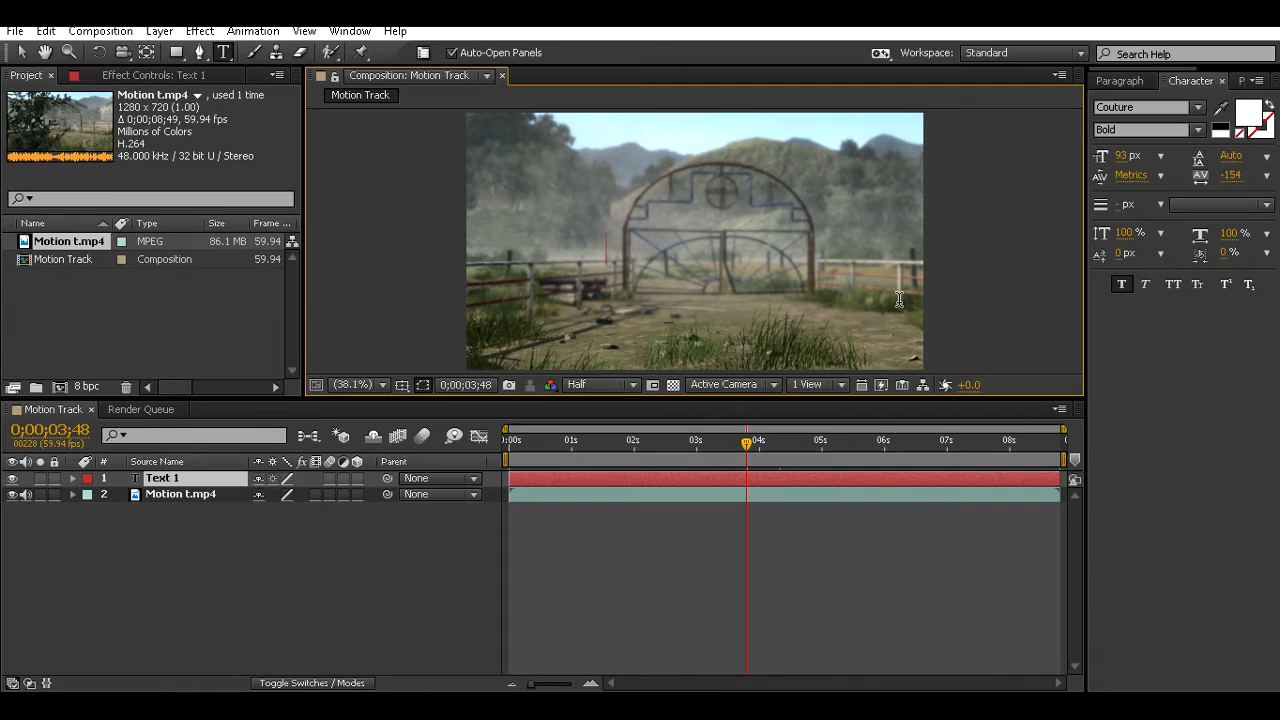 File Edit Composition Layer Effect Animation View Window Help
T Auto-Open Panels Workspace: Standard Search Help
Project × Effect Controls: Text 1 Composition: Motion Track × Paragraph Character × P
Motion Track
Motion t.mp4 , used 1 time
1280 x 720 (1.00)
Δ 0;00;08;49, 59.94 fps
Millions of Colors
H.264
48.000 kHz / 32 bit U / Stereo
Couture
Bold
93 px Auto
Metrics -154
- px
100 % 100 %
0 px 0 %
T T TT Tr T¹ T₁
Name Type Size Frame ...
Motion t.mp4 MPEG 86.1 MB 59.94
Motion Track Composition 59.94
8 bpc
(38.1%) 0;00;03;48 Half Active Camera 1 View +0.0
Motion Track × Render Queue
0;00;03;48
00228 (59.94 fps)
:00s 01s 02s 03s 04s 05s 06s 07s 08s
# Source Name fx Parent
1 T Text 1 None
2 Motion t.mp4 None
Toggle Switches / Modes